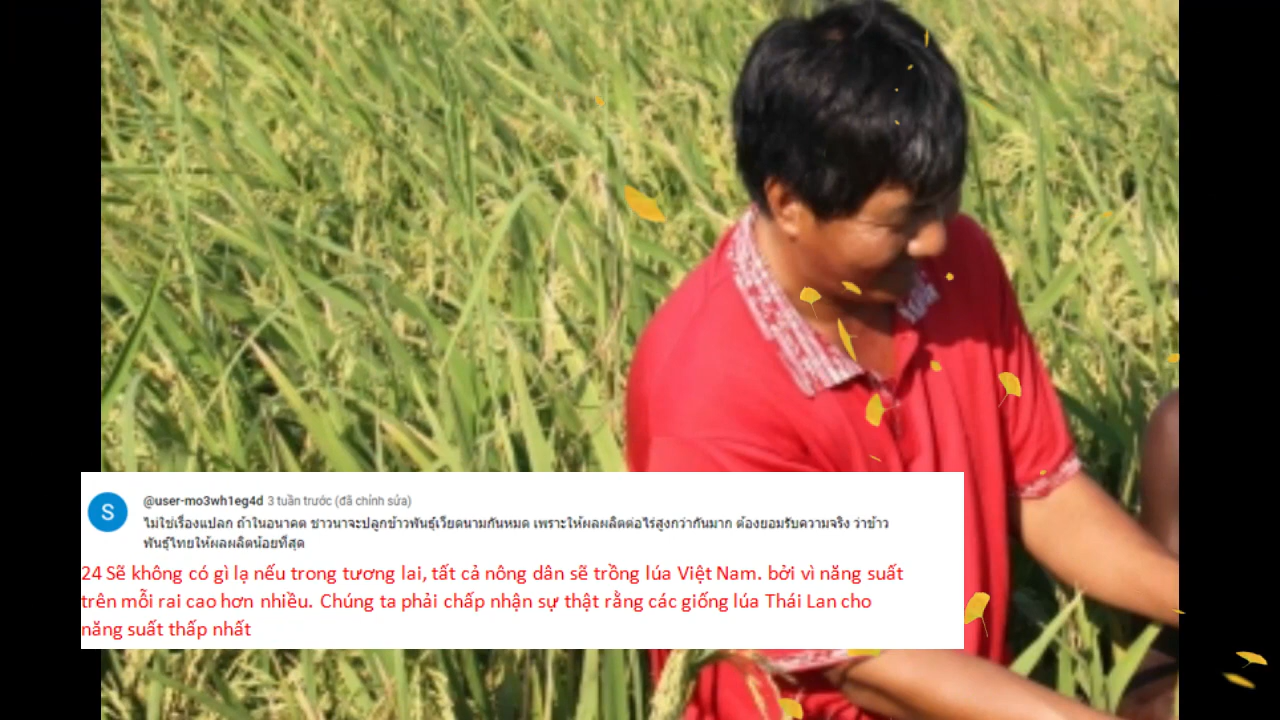 S
@user-mo3wh1eg4d 3 tuần trước (đã chỉnh sửa)
ไม่ใช่เรื่องแปลก ถ้าในอนาคต ชาวนาจะปลูกข้าวพันธุ์เวียดนามกันหมด เพราะให้ผลผลิตต่อไร่สูงกว่ากันมาก ต้องยอมรับความจริง ว่าข้าว
พันธุ์ไทยให้ผลผลิตน้อยที่สุด
24 Sẽ không có gì lạ nếu trong tương lai, tất cả nông dân sẽ trồng lúa Việt Nam. bởi vì năng suất
trên mỗi rai cao hơn nhiều. Chúng ta phải chấp nhận sự thật rằng các giống lúa Thái Lan cho
năng suất thấp nhất